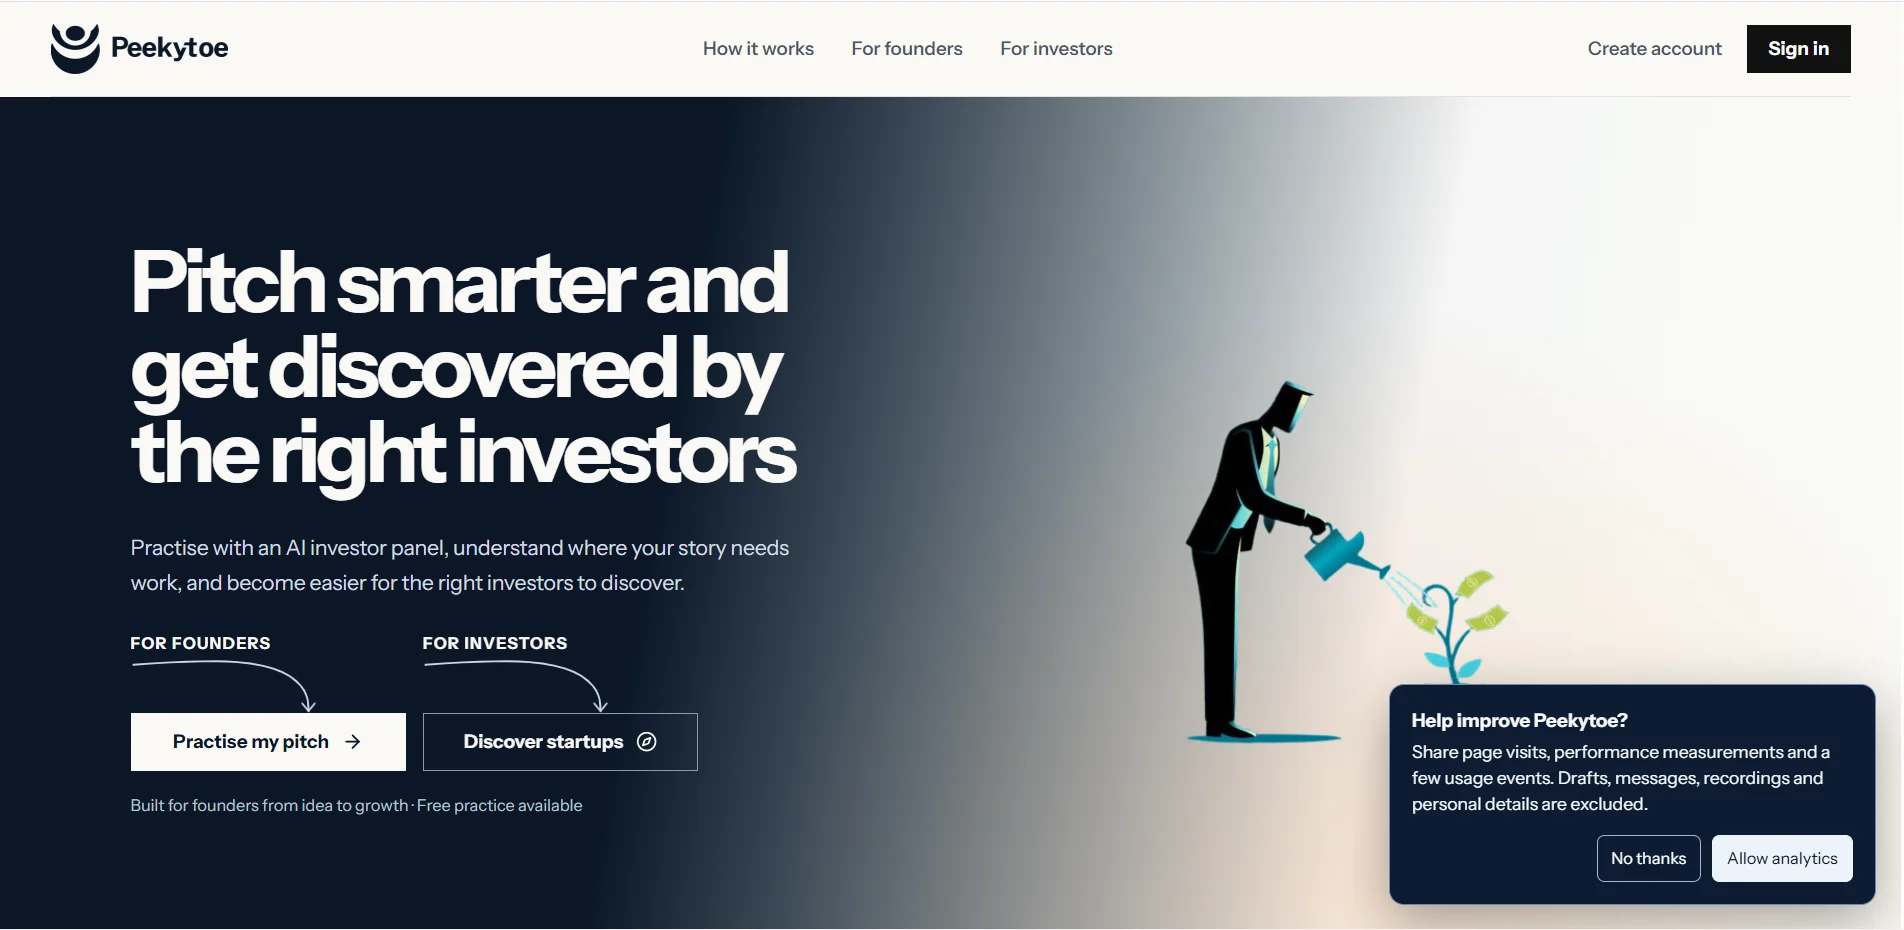 Peekytoe
How it works
For founders
For investors
Create account
Sign in
Pitch smarter and
get discovered by
the right investors
Practise with an AI investor panel, understand where your story needs
work, and become easier for the right investors to discover.
FOR FOUNDERS
FOR INVESTORS
Practise my pitch
Discover startups
Built for founders from idea to growth · Free practice available
Help improve Peekytoe?
Share page visits, performance measurements and a
few usage events. Drafts, messages, recordings and
personal details are excluded.
No thanks
Allow analytics